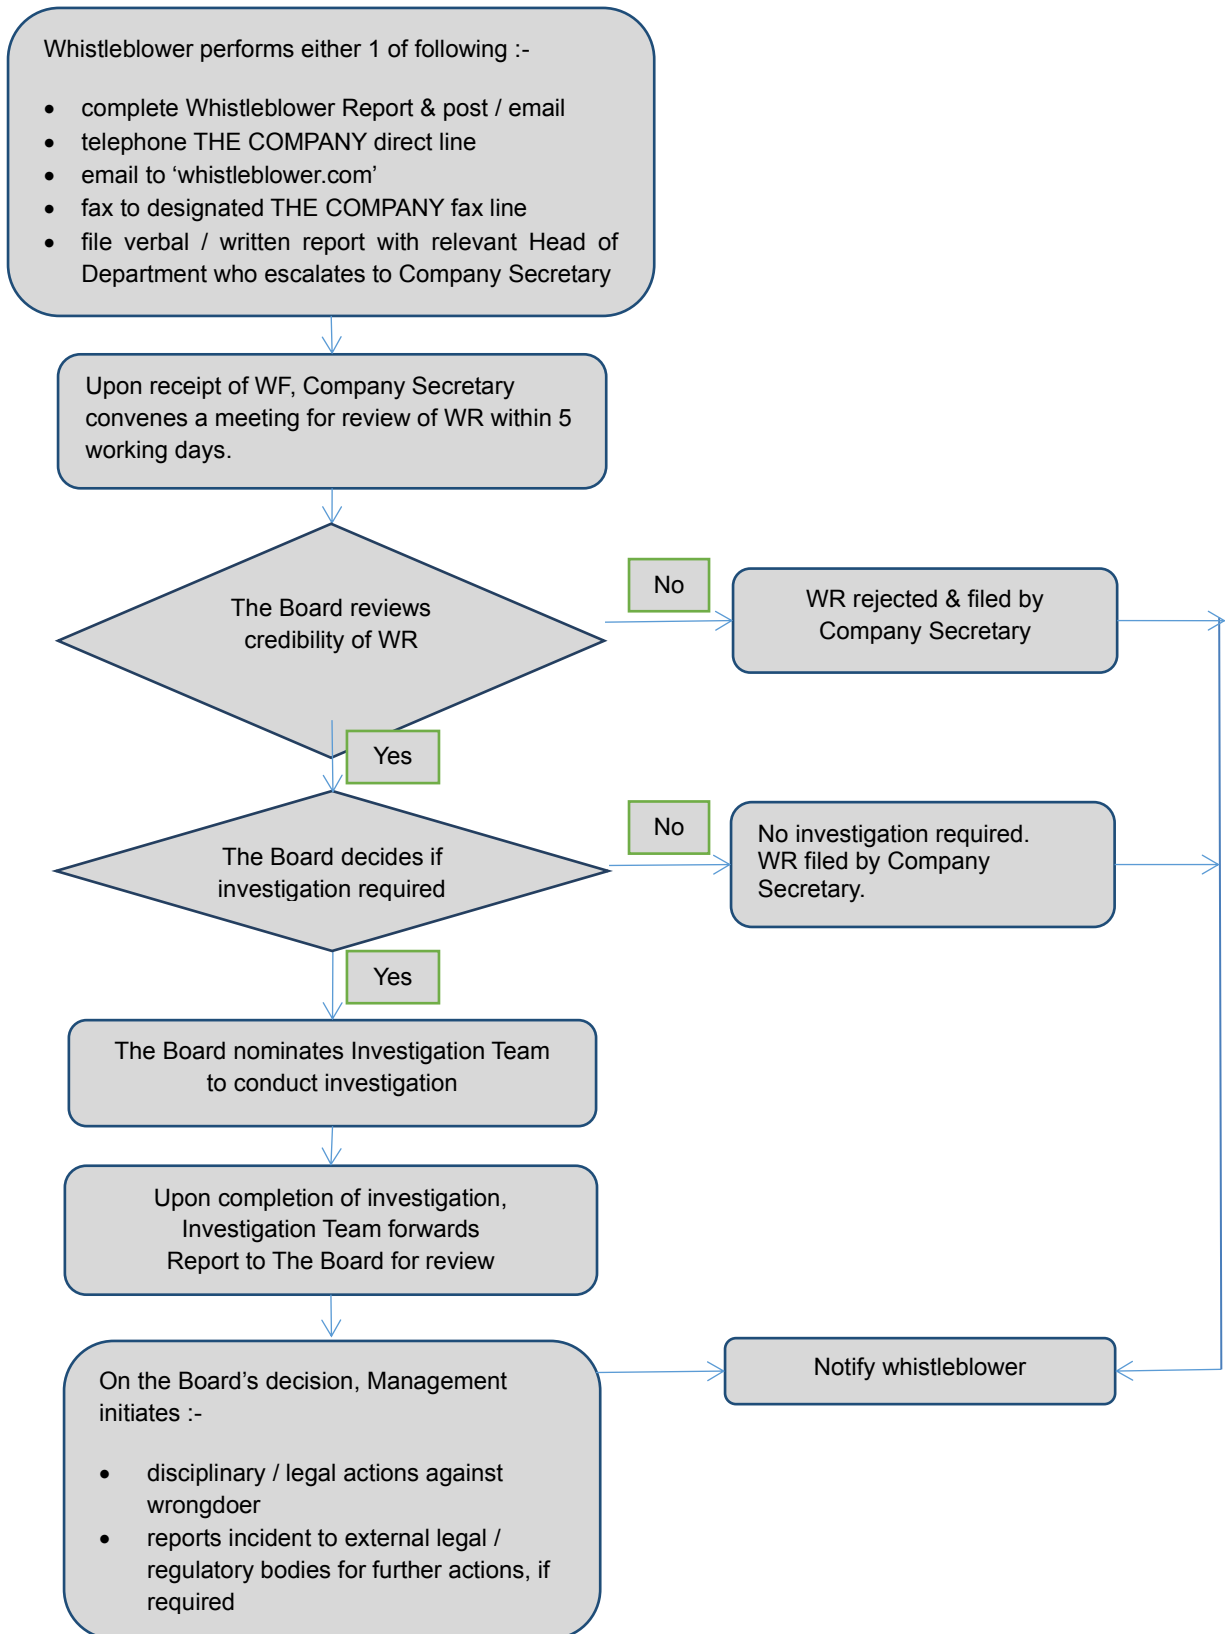 Whistleblower performs either 1 of following :-
• complete Whistleblower Report & post / email
• telephone THE COMPANY direct line
• email to ‘whistleblower.com’
• fax to designated THE COMPANY fax line
• file verbal / written report with relevant Head of
Department who escalates to Company Secretary
Upon receipt of WF, Company Secretary
convenes a meeting for review of WR within 5
working days.
The Board reviews
credibility of WR
No
WR rejected & filed by
Company Secretary
Yes
The Board decides if
investigation required
No
No investigation required.
WR filed by Company
Secretary.
Yes
The Board nominates Investigation Team
to conduct investigation
Upon completion of investigation,
Investigation Team forwards
Report to The Board for review
On the Board’s decision, Management
initiates :-
• disciplinary / legal actions against
wrongdoer
• reports incident to external legal /
regulatory bodies for further actions, if
required
Notify whistleblower